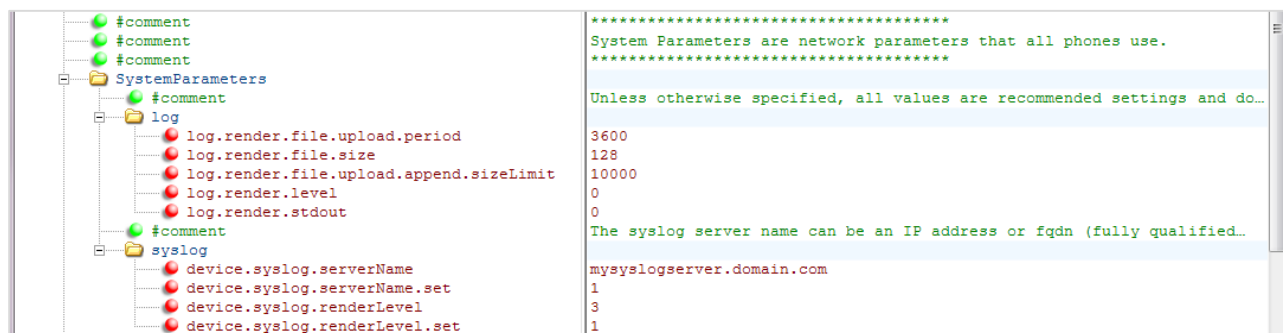 #comment *************************************
#comment System Parameters are network parameters that all phones use.
#comment *************************************
SystemParameters
#comment Unless otherwise specified, all values are recommended settings and do…
log
log.render.file.upload.period 3600
log.render.file.size 128
log.render.file.upload.append.sizeLimit 10000
log.render.level 0
log.render.stdout 0
#comment The syslog server name can be an IP address or fqdn (fully qualified…
syslog
device.syslog.serverName mysyslogserver.domain.com
device.syslog.serverName.set 1
device.syslog.renderLevel 3
device.syslog.renderLevel.set 1